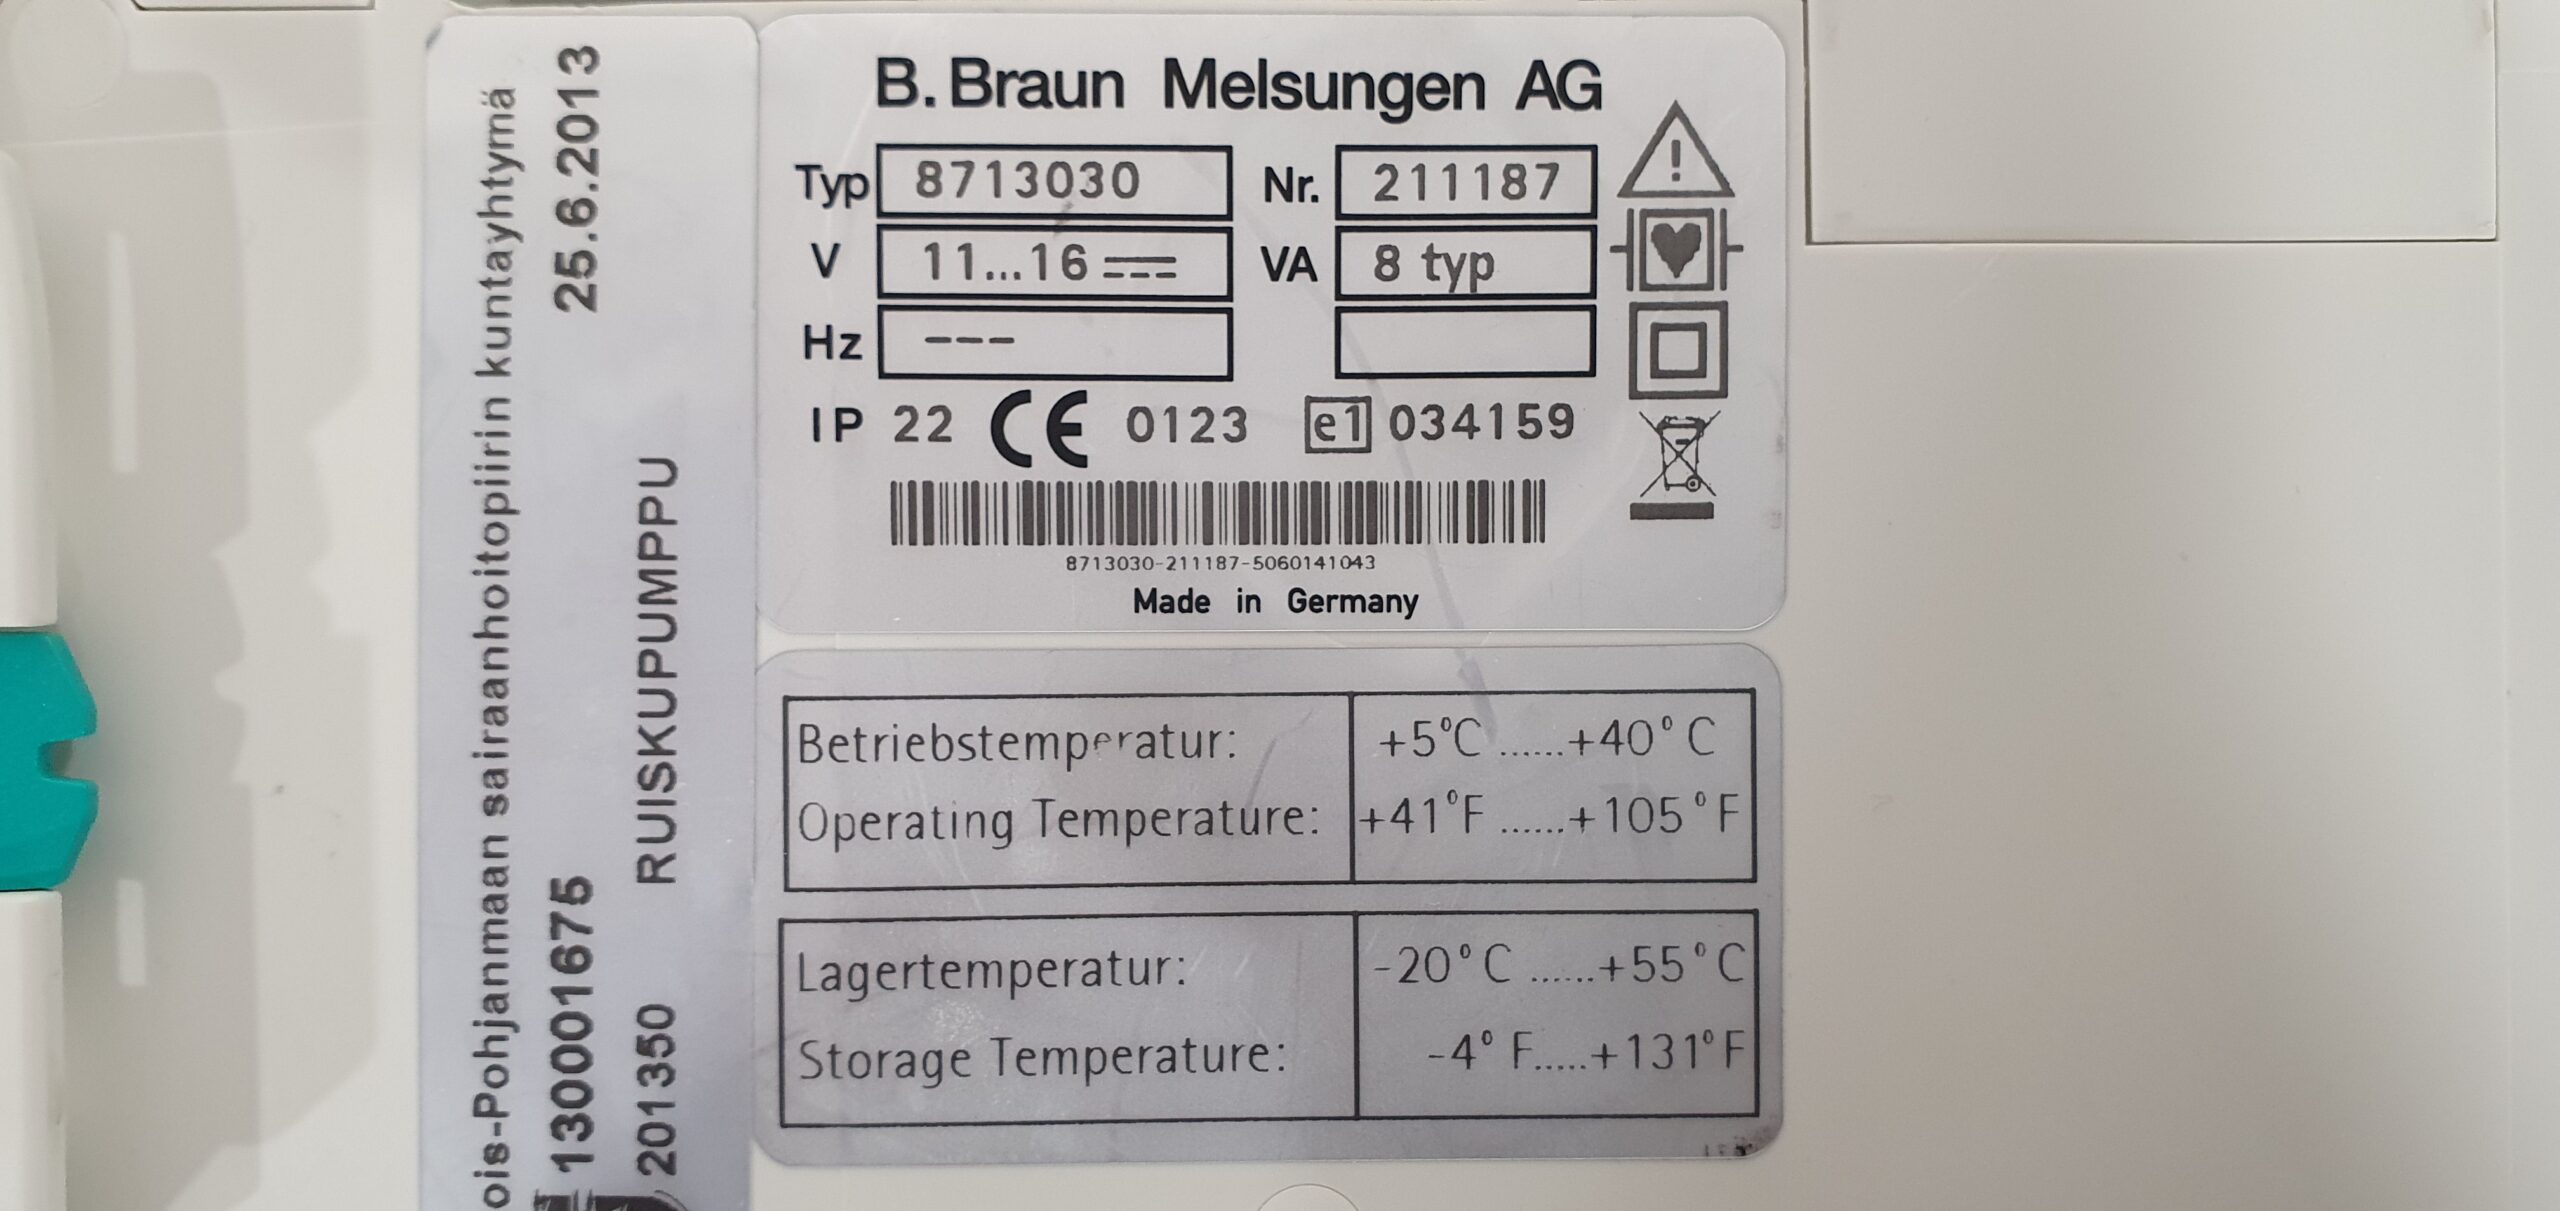 B. Braun Melsungen AG
Typ 8713030 Nr. 211187
V 11...16 VA 8 typ
Hz ---
IP 22 CE 0123 e1 034159
8713030-211187-5060141043
Made in Germany
Betriebstemperatur: +5°C ......+40°C
Operating Temperature: +41°F ......+105°F
Lagertemperatur: -20°C ......+55°C
Storage Temperature: -4° F.....+131°F
ois-Pohjanmaan sairaanhoitopiirin kuntayhtymä
130001675 25.6.2013
201350 RUISKUPUMPPU